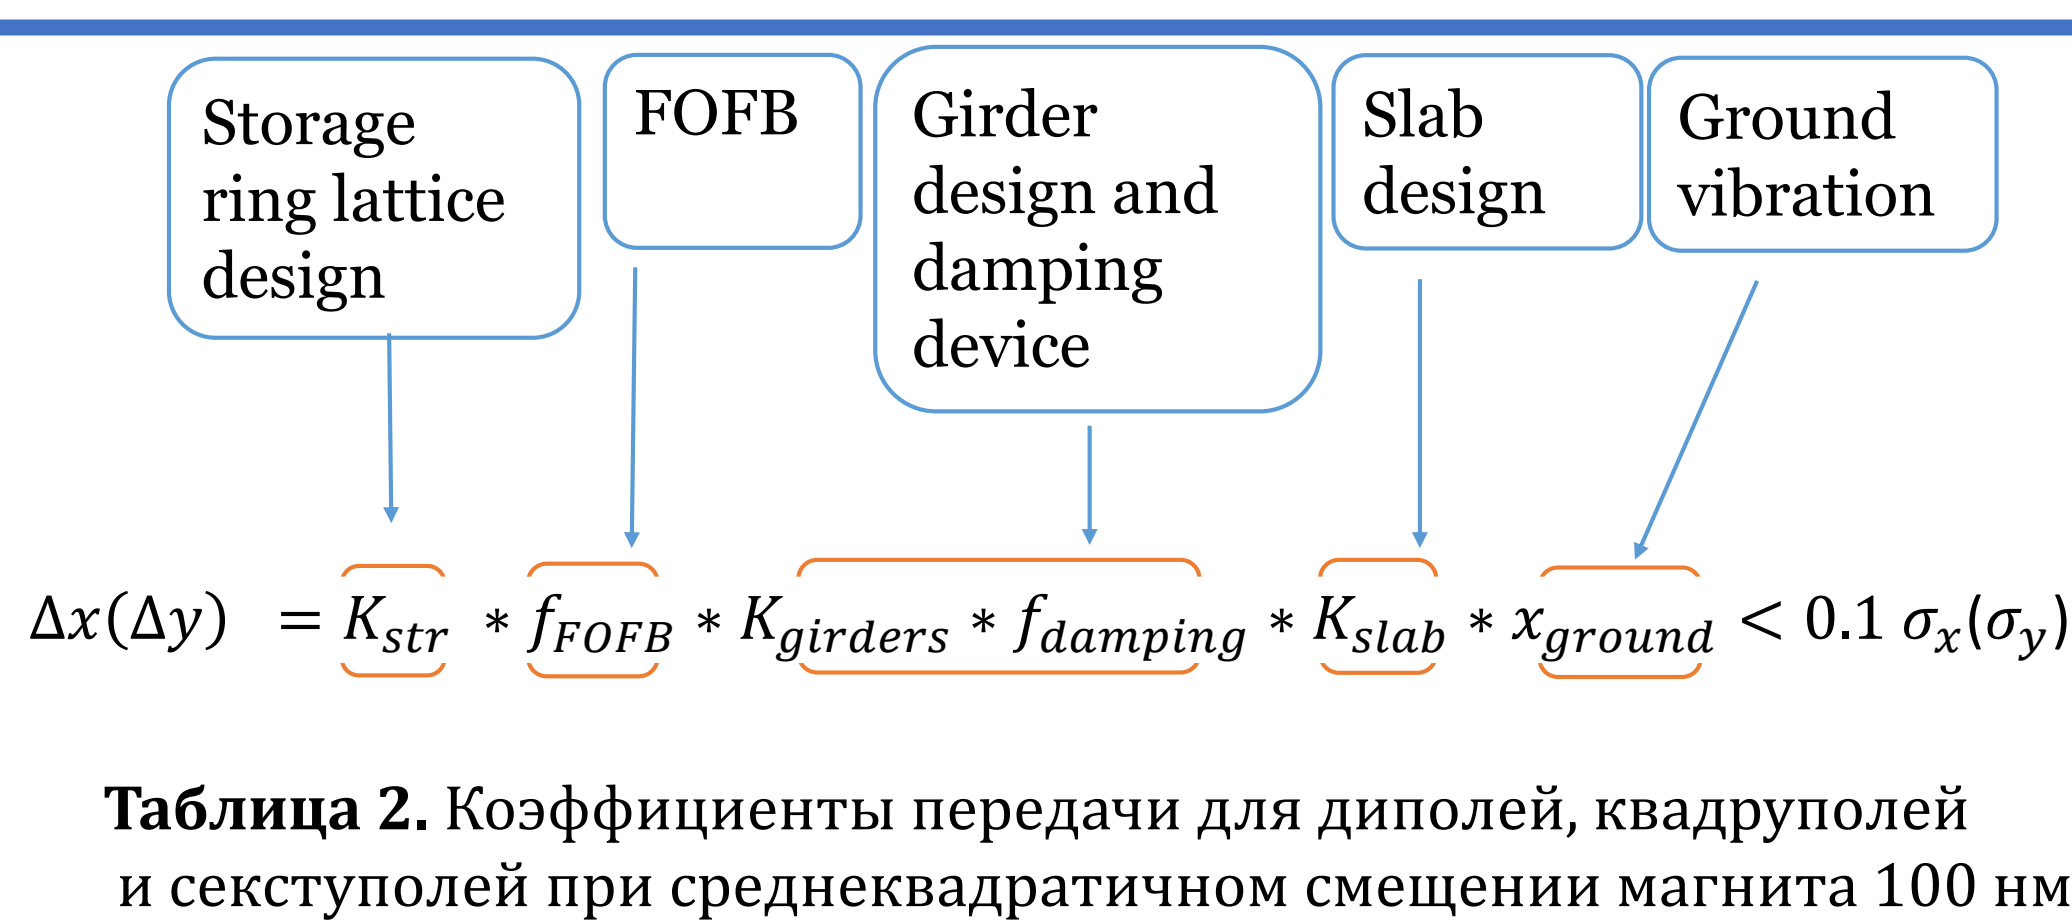 Storage
ring lattice
design
FOFB
Girder
design and
damping
device
Slab
design
Ground
vibration
Δx(Δy) = K_str * f_FOFB * K_girders * f_damping * K_slab * x_ground < 0.1 σ_x(σ_y)
Таблица 2. Коэффициенты передачи для диполей, квадруполей
и секступолей при среднеквадратичном смещении магнита 100 нм